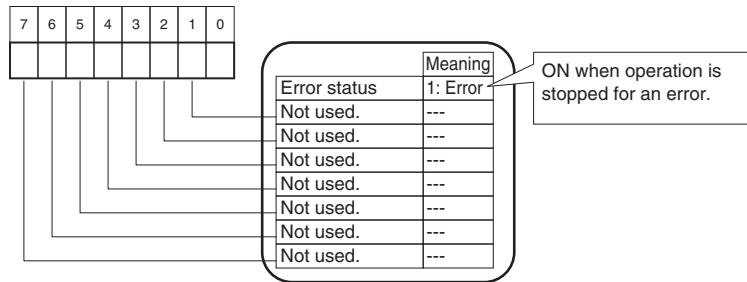 7 6 5 4 3 2 1 0
Meaning
Error status 1: Error
Not used. ---
Not used. ---
Not used. ---
Not used. ---
Not used. ---
Not used. ---
Not used. ---
ON when operation is
stopped for an error.